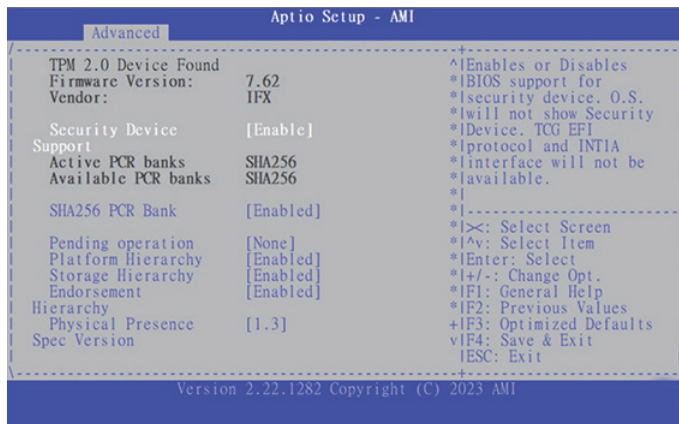 Aptio Setup - AMI
Advanced
TPM 2.0 Device Found
Firmware Version: 7.62
Vendor: IFX
Security Device [Enable]
Support
Active PCR banks SHA256
Available PCR banks SHA256
SHA256 PCR Bank [Enabled]
Pending operation [None]
Platform Hierarchy [Enabled]
Storage Hierarchy [Enabled]
Endorsement [Enabled]
Hierarchy
Physical Presence [1.3]
Spec Version
Enables or Disables
BIOS support for
security device. O.S.
will not show Security
Device. TCG EFI
protocol and INTIA
interface will not be
available.
><: Select Screen
^v: Select Item
Enter: Select
+/-: Change Opt.
F1: General Help
F2: Previous Values
F3: Optimized Defaults
F4: Save & Exit
ESC: Exit
Version 2.22.1282 Copyright (C) 2023 AMI